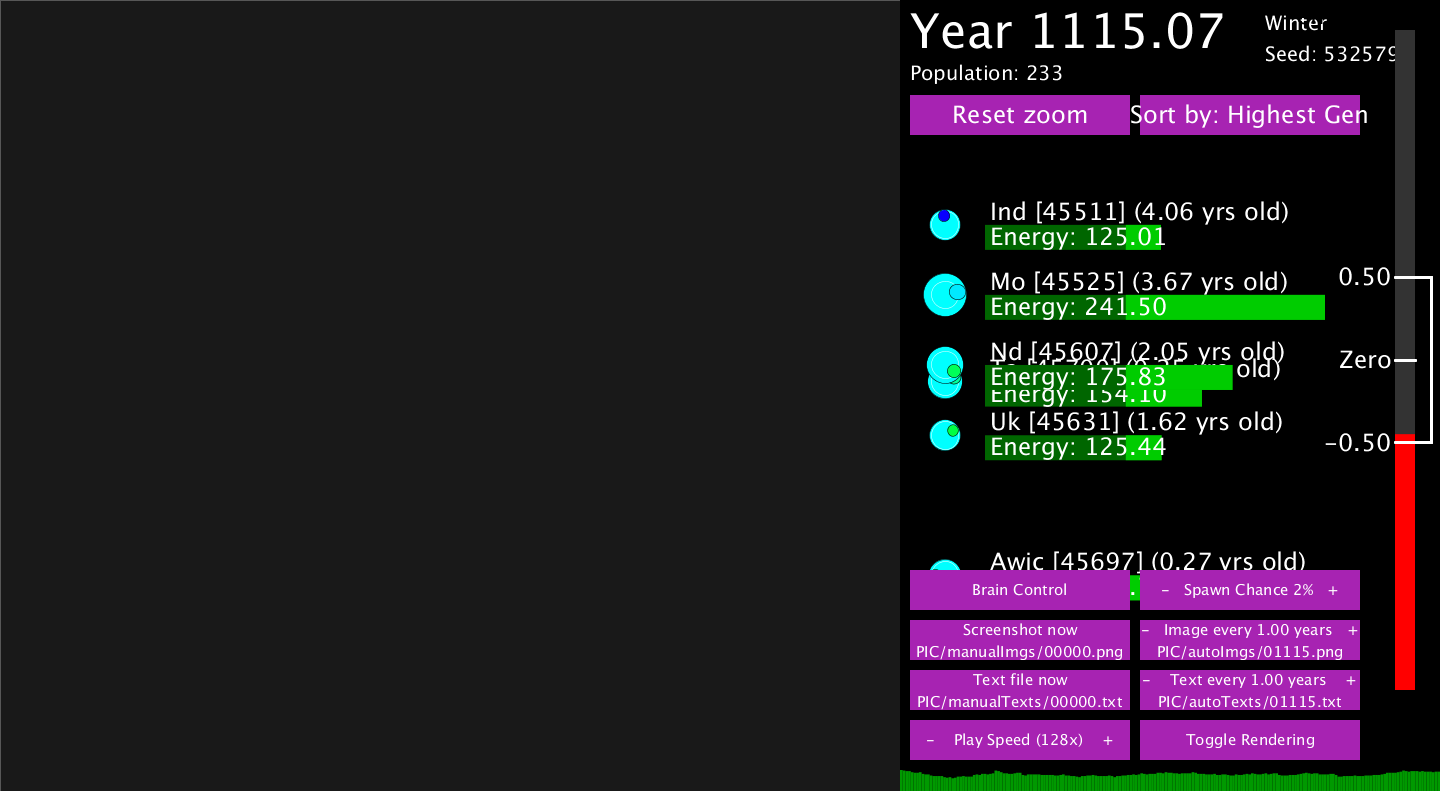 Year 1115.07
Winter
Seed: 532579
Population: 233
Reset zoom
Sort by: Highest Gen
Ind [45511] (4.06 yrs old)
Energy: 125.01
Mo [45525] (3.67 yrs old)
Energy: 241.50
0.50
Nd [45607] (2.05 yrs old)
old)
Energy: 175.83
Zero
Energy: 154.10
Uk [45631] (1.62 yrs old)
Energy: 125.44
-0.50
Awic [45697] (0.27 yrs old)
Brain Control
- Spawn Chance 2% +
Screenshot now
PIC/manualImgs/00000.png
- Image every 1.00 years +
PIC/autoImgs/01115.png
Text file now
PIC/manualTexts/00000.txt
- Text every 1.00 years +
PIC/autoTexts/01115.txt
- Play Speed (128x) +
Toggle Rendering